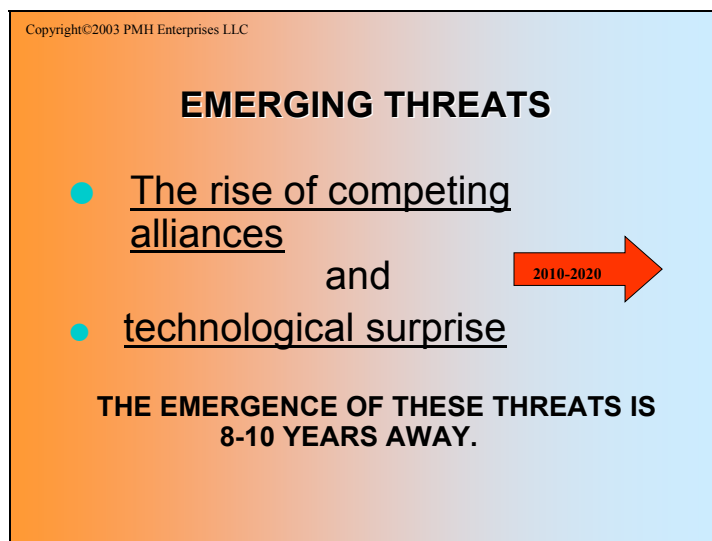 Copyright©2003 PMH Enterprises LLC
EMERGING THREATS
The rise of competing
alliances
and
2010-2020
technological surprise
THE EMERGENCE OF THESE THREATS IS
8-10 YEARS AWAY.